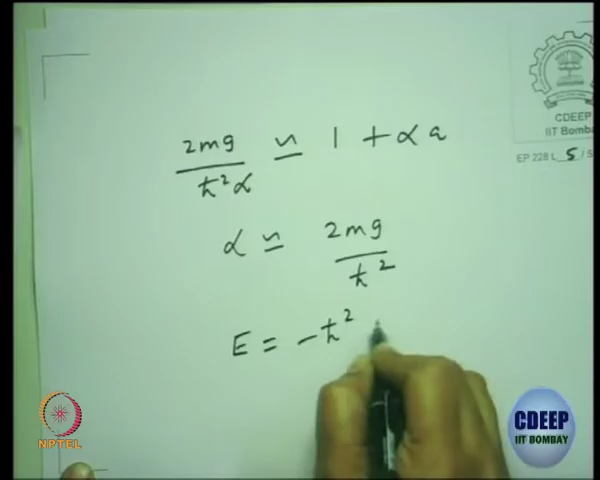 2mg / ħ²α ≃ 1 + αa
α ≃ 2mg / ħ²
E = -ħ²
CDEEP
IIT Bombay
EP 228 L 5 / S
NPTEL
CDEEP
IIT BOMBAY